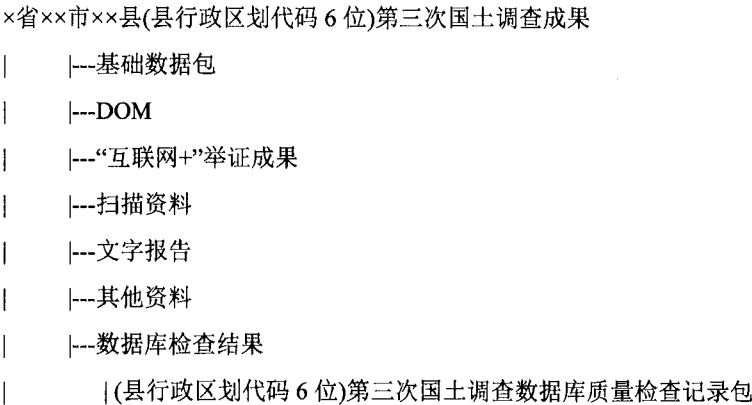 ×省××市××县(县行政区划代码 6 位)第三次国土调查成果
| |---基础数据包
| |---DOM
| |---“互联网+”举证成果
| |---扫描资料
| |---文字报告
| |---其他资料
| |---数据库检查结果
| |(县行政区划代码 6 位)第三次国土调查数据库质量检查记录包